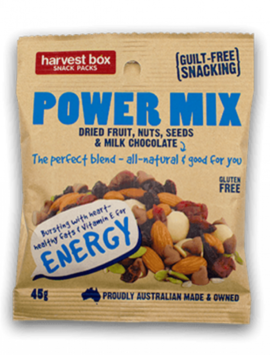 harvest box
SNACK PACKS
GUILT-FREE
SNACKING
POWER MIX
DRIED FRUIT, NUTS, SEEDS
& MILK CHOCOLATE
The perfect blend - all-natural & good for you
GLUTEN
FREE
Bursting with heart-
healthy fats & Vitamin E for
ENERGY
45g
PROUDLY AUSTRALIAN MADE & OWNED